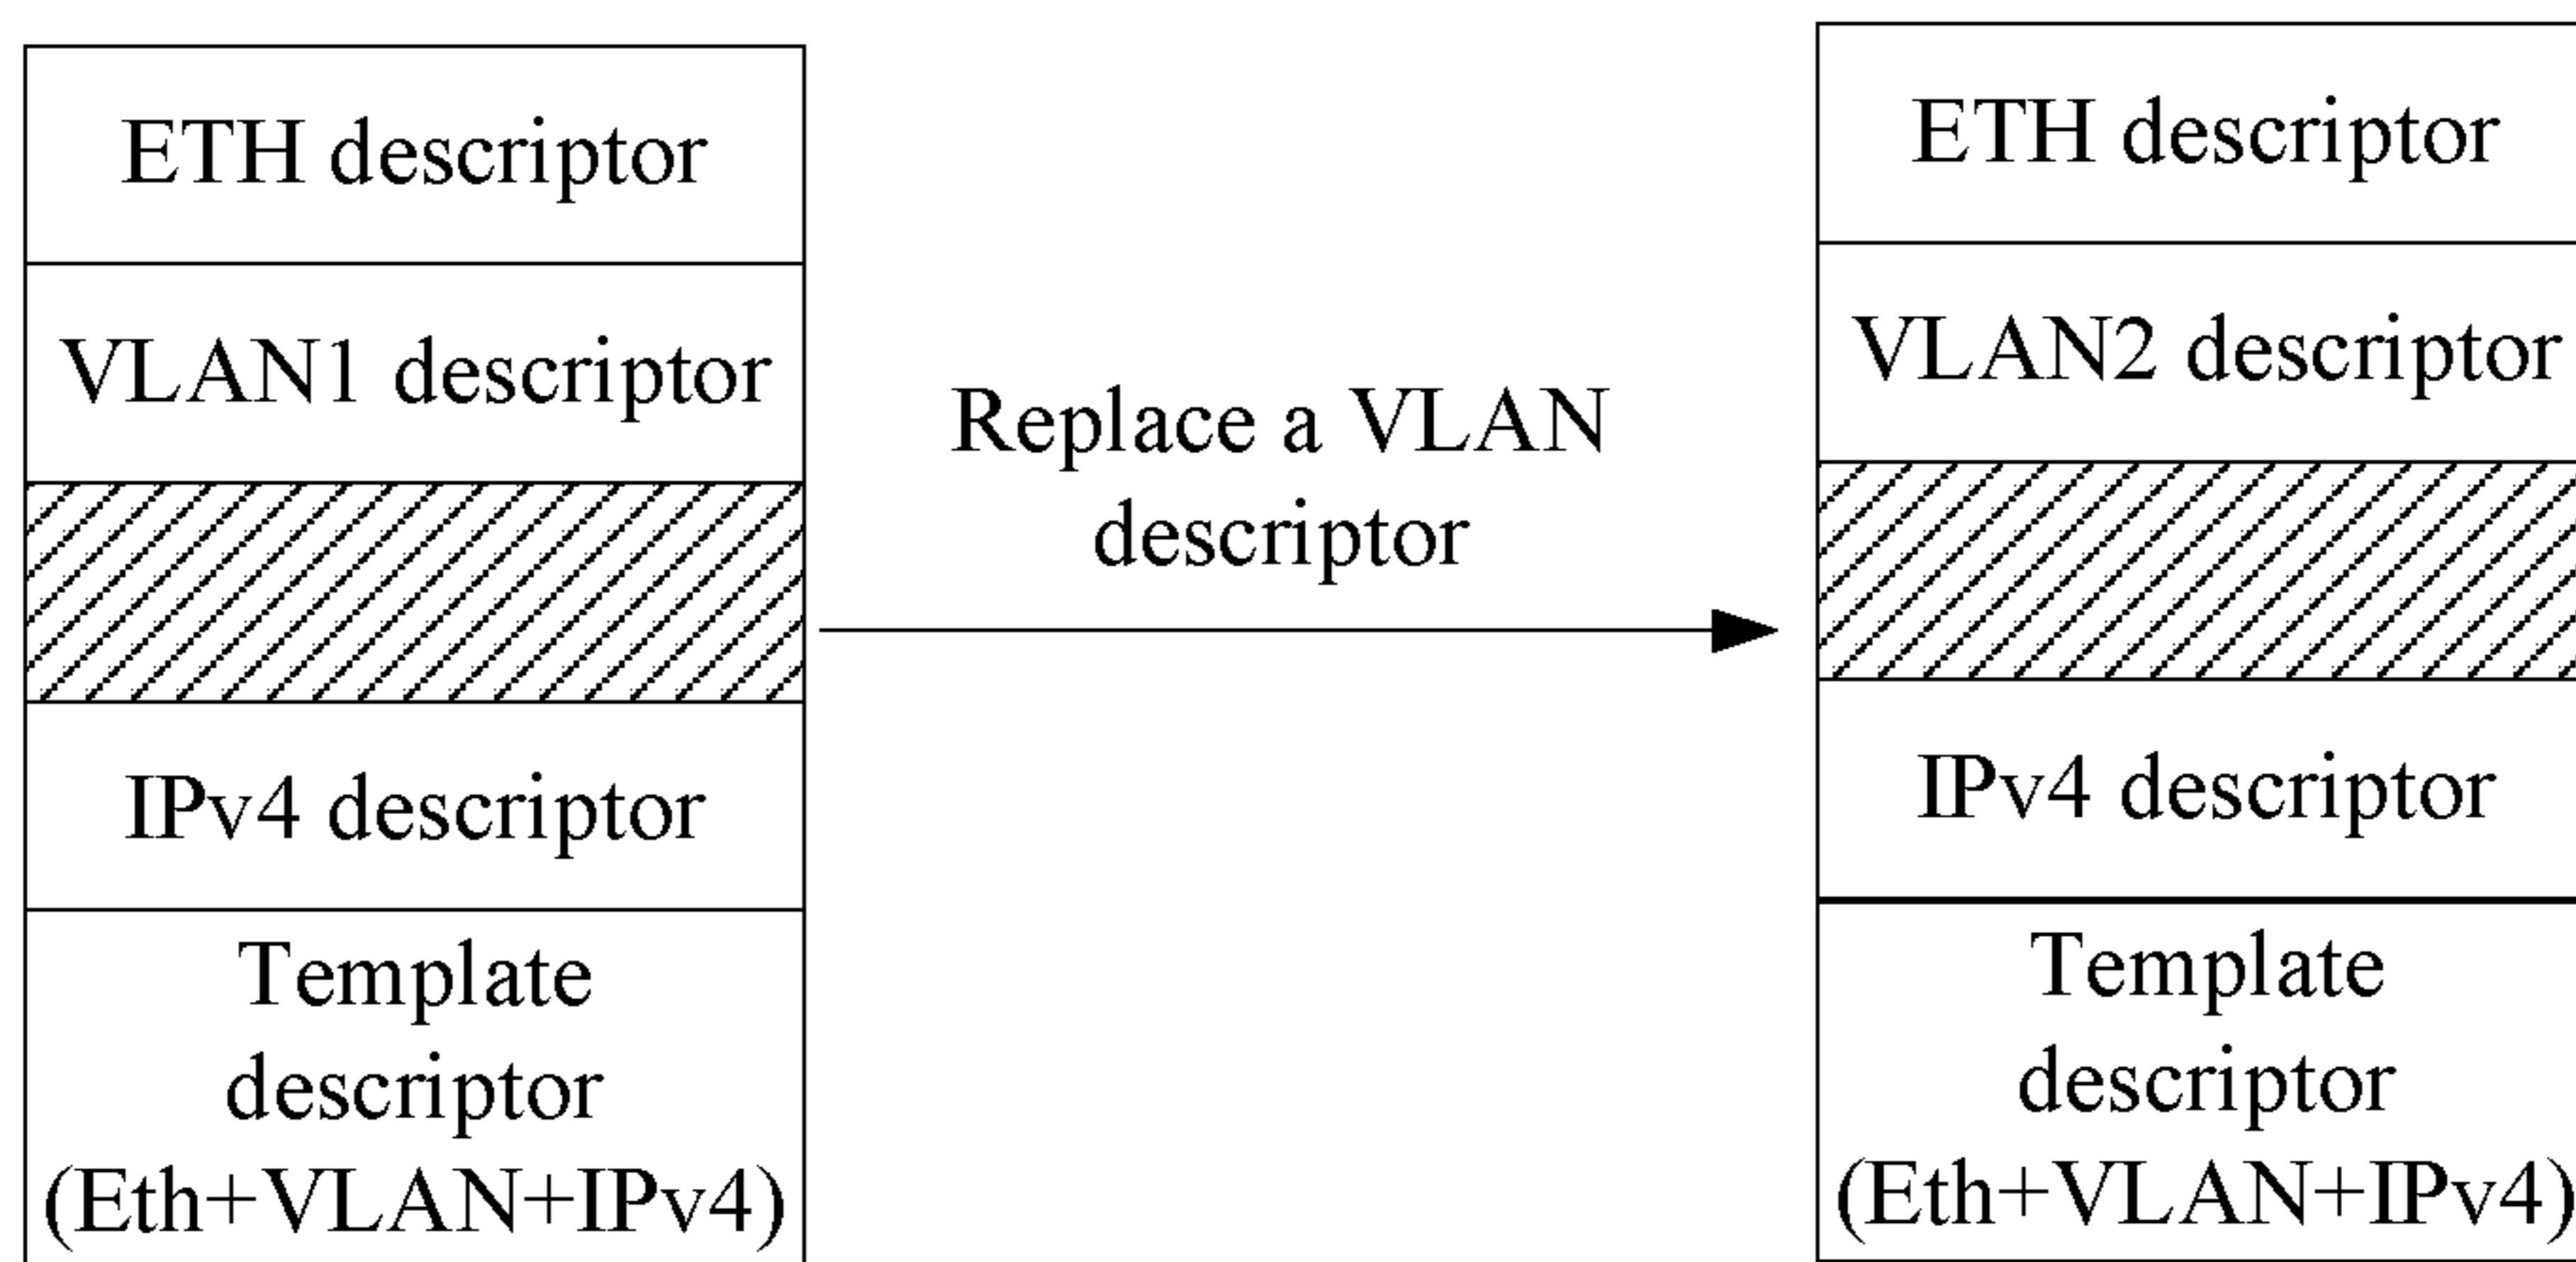 ETH descriptor
VLAN1 descriptor
IPv4 descriptor
Template
descriptor
(Eth+VLAN+IPv4)
Replace a VLAN
descriptor
ETH descriptor
VLAN2 descriptor
IPv4 descriptor
Template
descriptor
(Eth+VLAN+IPv4)